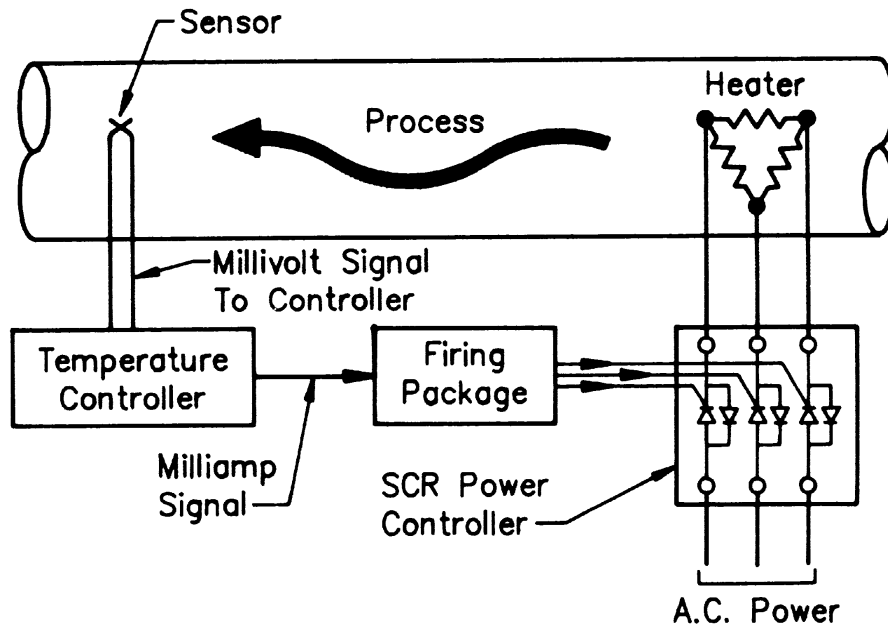 Sensor
Heater
Process
Millivolt Signal
To Controller
Temperature
Controller
Firing
Package
Milliamp
Signal
SCR Power
Controller
A.C. Power